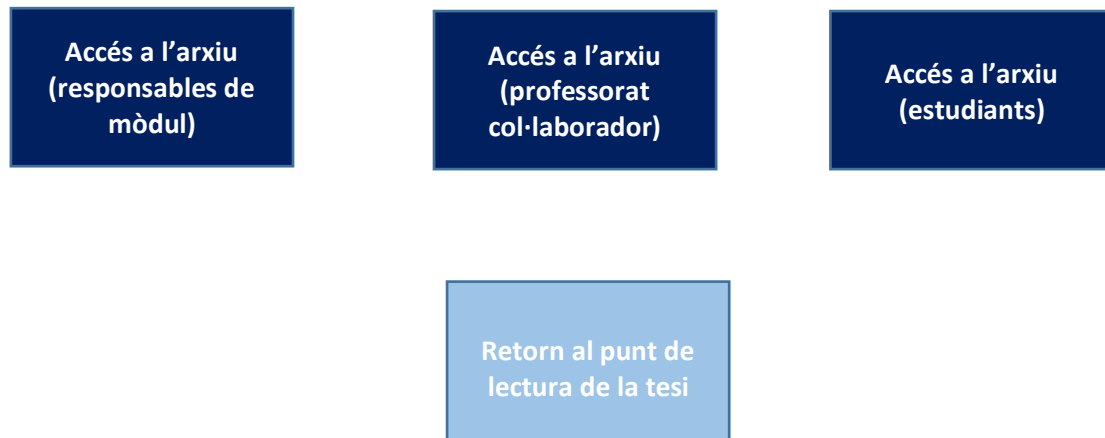 Accés a l’arxiu
(responsables de
mòdul)
Accés a l’arxiu
(professorat
col·laborador)
Accés a l’arxiu
(estudiants)
Retorn al punt de
lectura de la tesi